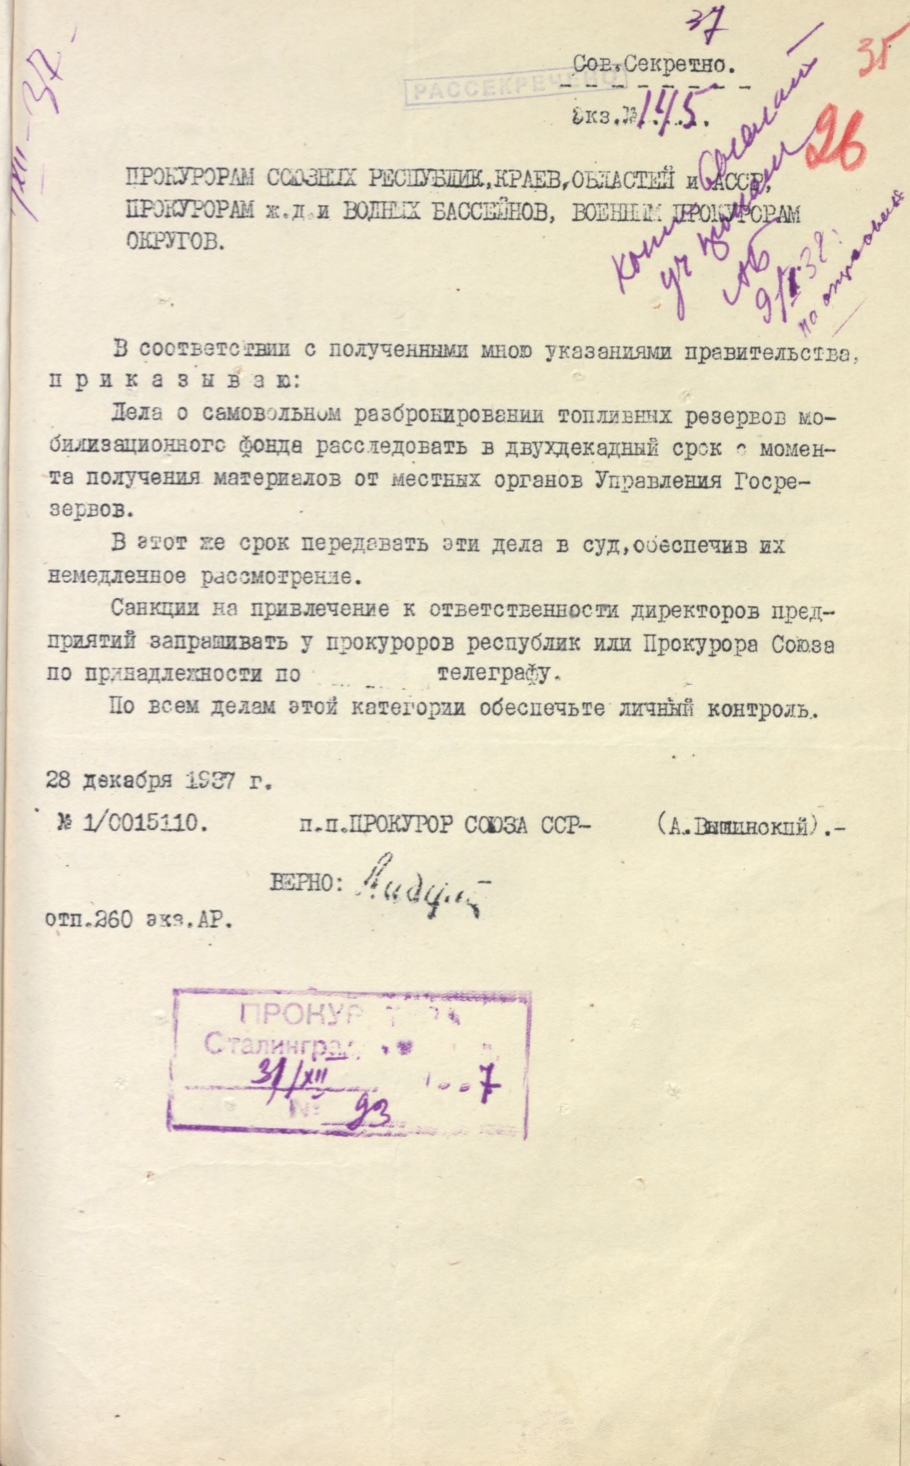 37
35
Сов.Секретно.
РАССЕКРЕЧЕНО
экз.№ 145.
26
ПРОКУРОРАМ СОЮЗНЫХ РЕСПУБЛИК,КРАЕВ,ОБЛАСТЕЙ и АССР,
ПРОКУРОРАМ ж.д.и ВОДНЫХ БАССЕЙНОВ, ВОЕННЫМ ПРОКУРОРАМ
ОКРУГОВ.
В соответствии с полученными мною указаниями правительства,
п р и к а з ы в а ю:
Дела о самовольном разбронировании топливных резервов мо-
билизационного фонда расследовать в двухдекадный срок с момен-
та получения материалов от местных органов Управления Госре-
зервов.
В этот же срок передавать эти дела в суд,обеспечив их
немедленное рассмотрение.
Санкции на привлечение к ответственности директоров пред-
приятий запрашивать у прокуроров республик или Прокурора Союза
по принадлежности по телеграфу.
По всем делам этой категории обеспечьте личный контроль.
28 декабря 1937 г.
№ 1/0015110. п.п.ПРОКУРОР СОЮЗА ССР- (А.Вышинский).-
ВЕРНО:
отп.260 экз.АР.
ПРОКУРАТУРА
Сталинград
31/XII 7
№ 93